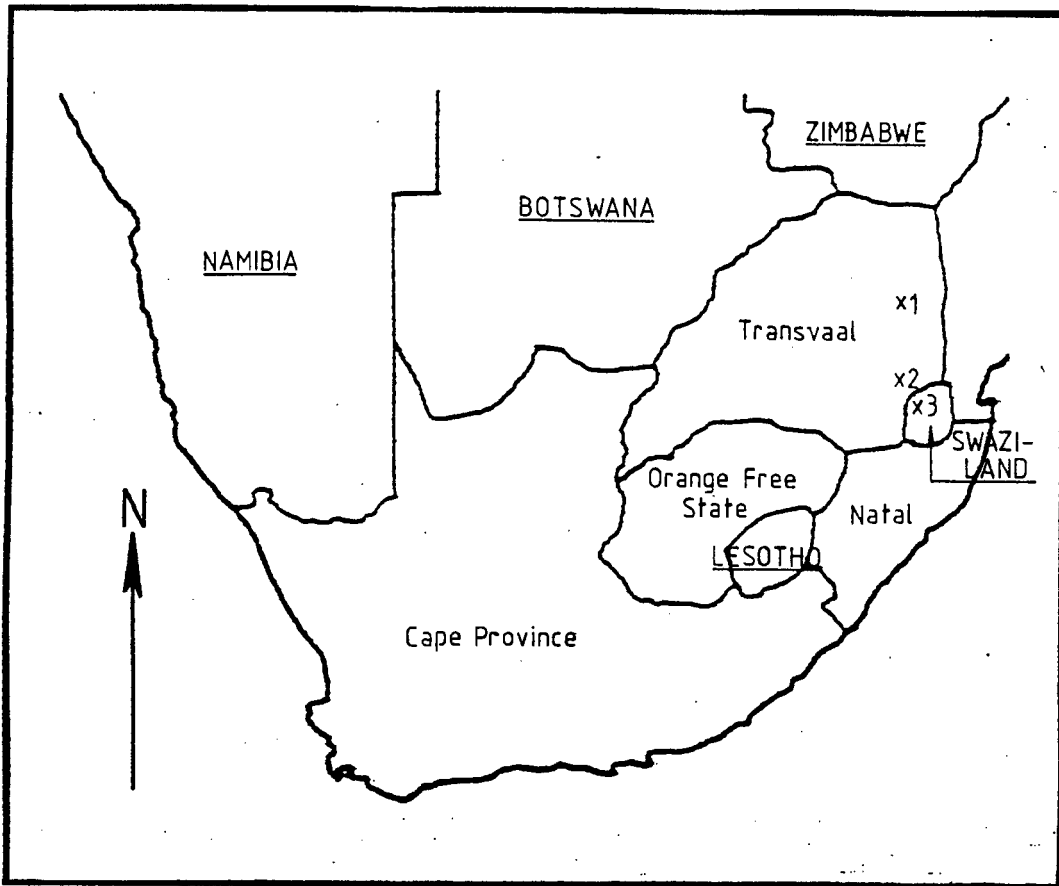 ZIMBABWE
BOTSWANA
NAMIBIA
x1
Transvaal
x2
x3
SWAZI-
LAND
Orange Free
State
Natal
N
LESOTHO
Cape Province